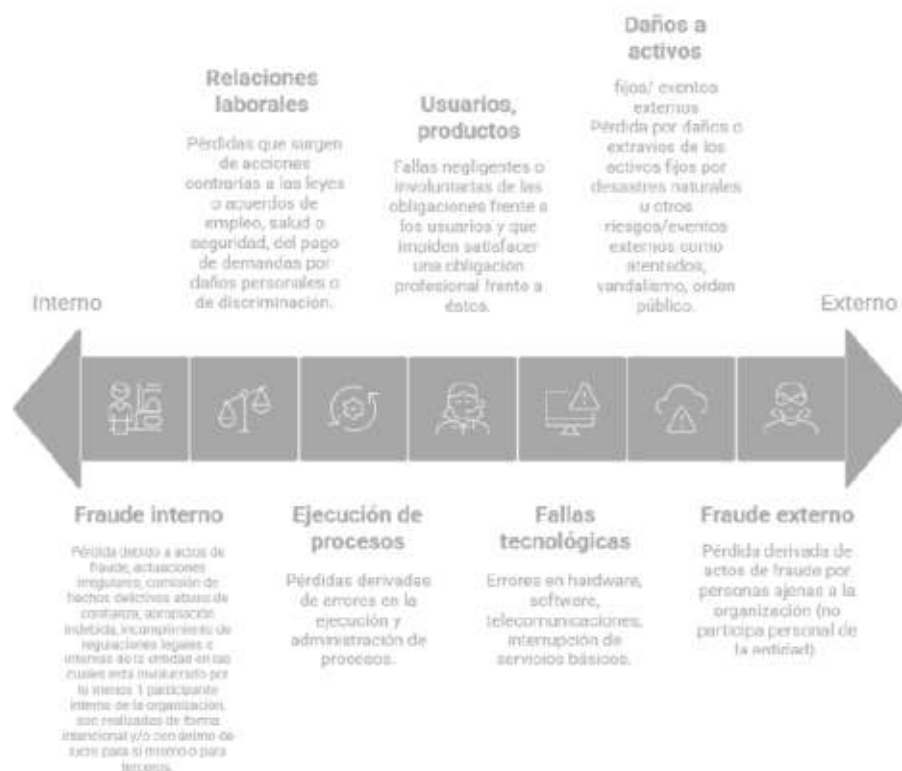 Daños a
activos
fijos/ eventos
externos
Pérdida por daños o
extravíos de los
activos fijos por
desastres naturales
u otros
riesgos/eventos
externos como
atentados,
vandalismo, orden
público.
Relaciones
laborales
Pérdidas que surgen
de acciones
contrarias a las leyes
o acuerdos de
empleo, salud o
seguridad, del pago
de demandas por
daños personales o
de discriminación.
Usuarios,
productos
Fallas negligentes o
involuntarias de las
obligaciones frente a
los usuarios y que
impiden satisfacer
una obligación
profesional frente a
éstos.
Interno
Externo
Fraude interno
Pérdida debido a actos de
fraude, actuaciones
irregulares, comisión de
hechos delictivos abuso de
confianza, apropiación
indebida, incumplimiento de
regulaciones legales e
internas de la entidad en las
cuales está involucrado por
lo menos 1 participante
interno de la organización,
son realizadas de forma
intencional y/o con ánimo de
lucro para sí mismo o para
terceros.
Ejecución de
procesos
Pérdidas derivadas
de errores en la
ejecución y
administración de
procesos.
Fallas
tecnológicas
Errores en hardware,
software,
telecomunicaciones,
interrupción de
servicios básicos.
Fraude externo
Pérdida derivada de
actos de fraude por
personas ajenas a la
organización (no
participa personal de
la entidad)